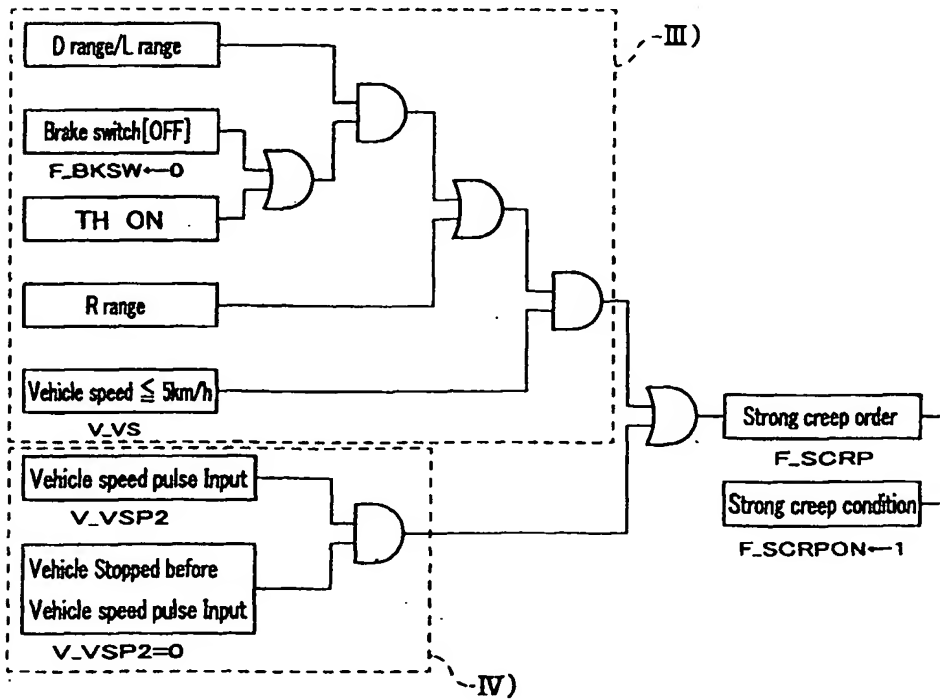 D range/L range
III)
Brake switch[OFF]
F_BKSW←0
TH ON
R range
Vehicle speed ≦ 5km/h
V_VS
Strong creep order
F_SCRP
Vehicle speed pulse Input
V_VSP2
Strong creep condition
F_SCRPON←1
Vehicle Stopped before
Vehicle speed pulse Input
V_VSP2=0
IV)